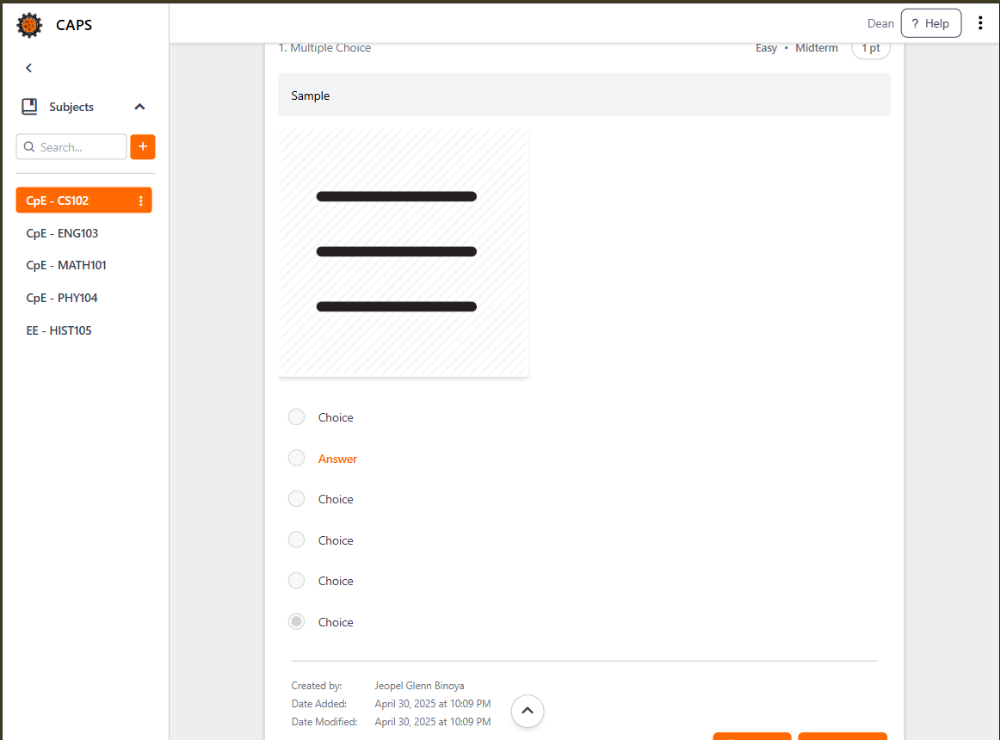 CAPS
Dean
? Help
Subjects
Search...
+
CpE - CS102
CpE - ENG103
CpE - MATH101
CpE - PHY104
EE - HIST105
1. Multiple Choice
Easy • Midterm
1 pt
Sample
Choice
Answer
Choice
Choice
Choice
Choice
Created by: Jeopel Glenn Binoya
Date Added: April 30, 2025 at 10:09 PM
Date Modified: April 30, 2025 at 10:09 PM